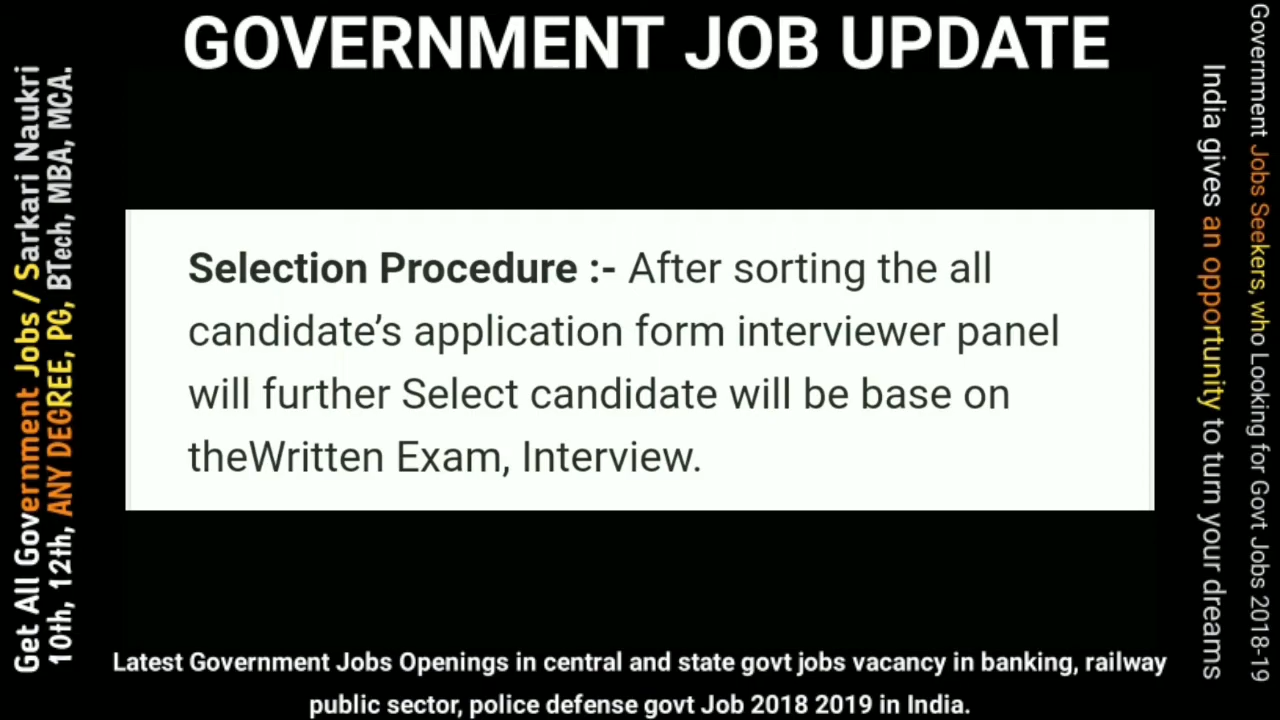 GOVERNMENT JOB UPDATE
Get All Government Jobs / Sarkari Naukri
10th, 12th, ANY DEGREE, PG, BTech, MBA, MCA.
Selection Procedure :- After sorting the all
candidate’s application form interviewer panel
will further Select candidate will be base on
theWritten Exam, Interview.
Government Jobs Seekers, who Looking for Govt Jobs 2018-19
India gives an opportunity to turn your dreams
Latest Government Jobs Openings in central and state govt jobs vacancy in banking, railway
public sector, police defense govt Job 2018 2019 in India.